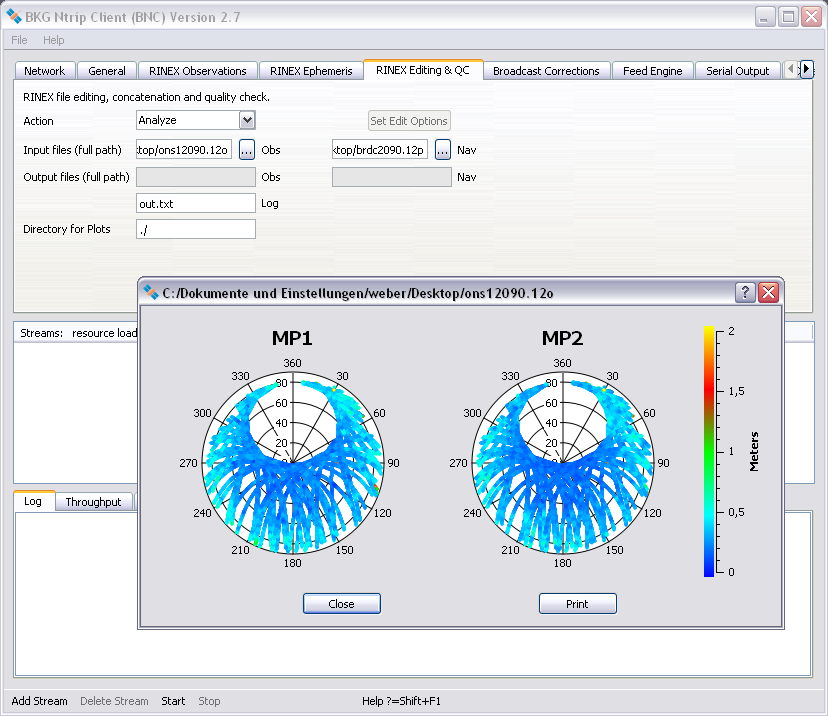 BKG Ntrip Client (BNC) Version 2.7
File Help
Network General RINEX Observations RINEX Ephemeris RINEX Editing & QC Broadcast Corrections Feed Engine Serial Output
RINEX file editing, concatenation and quality check.
Action Analyze Set Edit Options
Input files (full path) ktop/ons12090.12o ... Obs ktop/brdc2090.12p ... Nav
Output files (full path) Obs Nav
out.txt Log
Directory for Plots ./
Streams: resource load
C:/Dokumente und Einstellungen/weber/Desktop/ons12090.12o
MP1 MP2
360 30 60 90 120 150 180 210 240 270 300 330
80 60 40 20
360 30 60 90 120 150 180 210 240 270 300 330
80 60 40 20
2
1,5
1
0,5
0
Meters
Close Print
Log Throughput
Add Stream Delete Stream Start Stop Help ?=Shift+F1